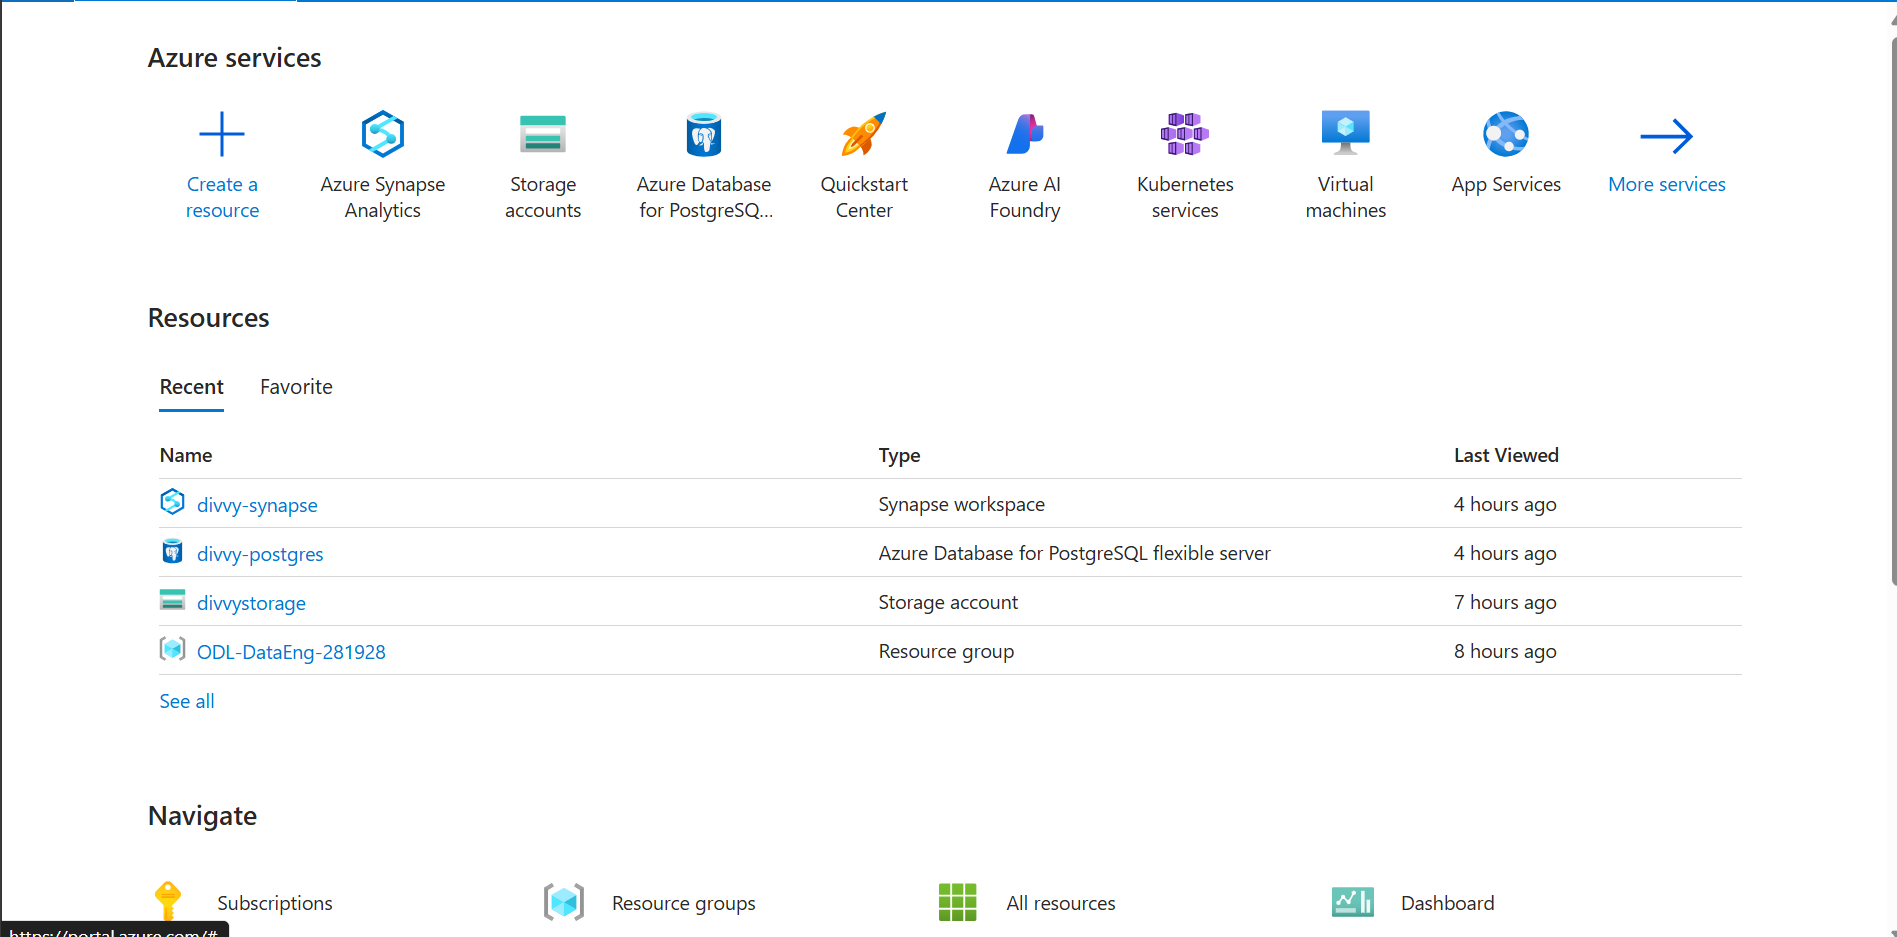 Azure services
Create a
resource
Azure Synapse
Analytics
Storage
accounts
Azure Database
for PostgreSQ...
Quickstart
Center
Azure AI
Foundry
Kubernetes
services
Virtual
machines
App Services
More services
Resources
Recent Favorite
Name Type Last Viewed
divvy-synapse Synapse workspace 4 hours ago
divvy-postgres Azure Database for PostgreSQL flexible server 4 hours ago
divvystorage Storage account 7 hours ago
ODL-DataEng-281928 Resource group 8 hours ago
See all
Navigate
Subscriptions Resource groups All resources Dashboard
https://portal.azure.com/#